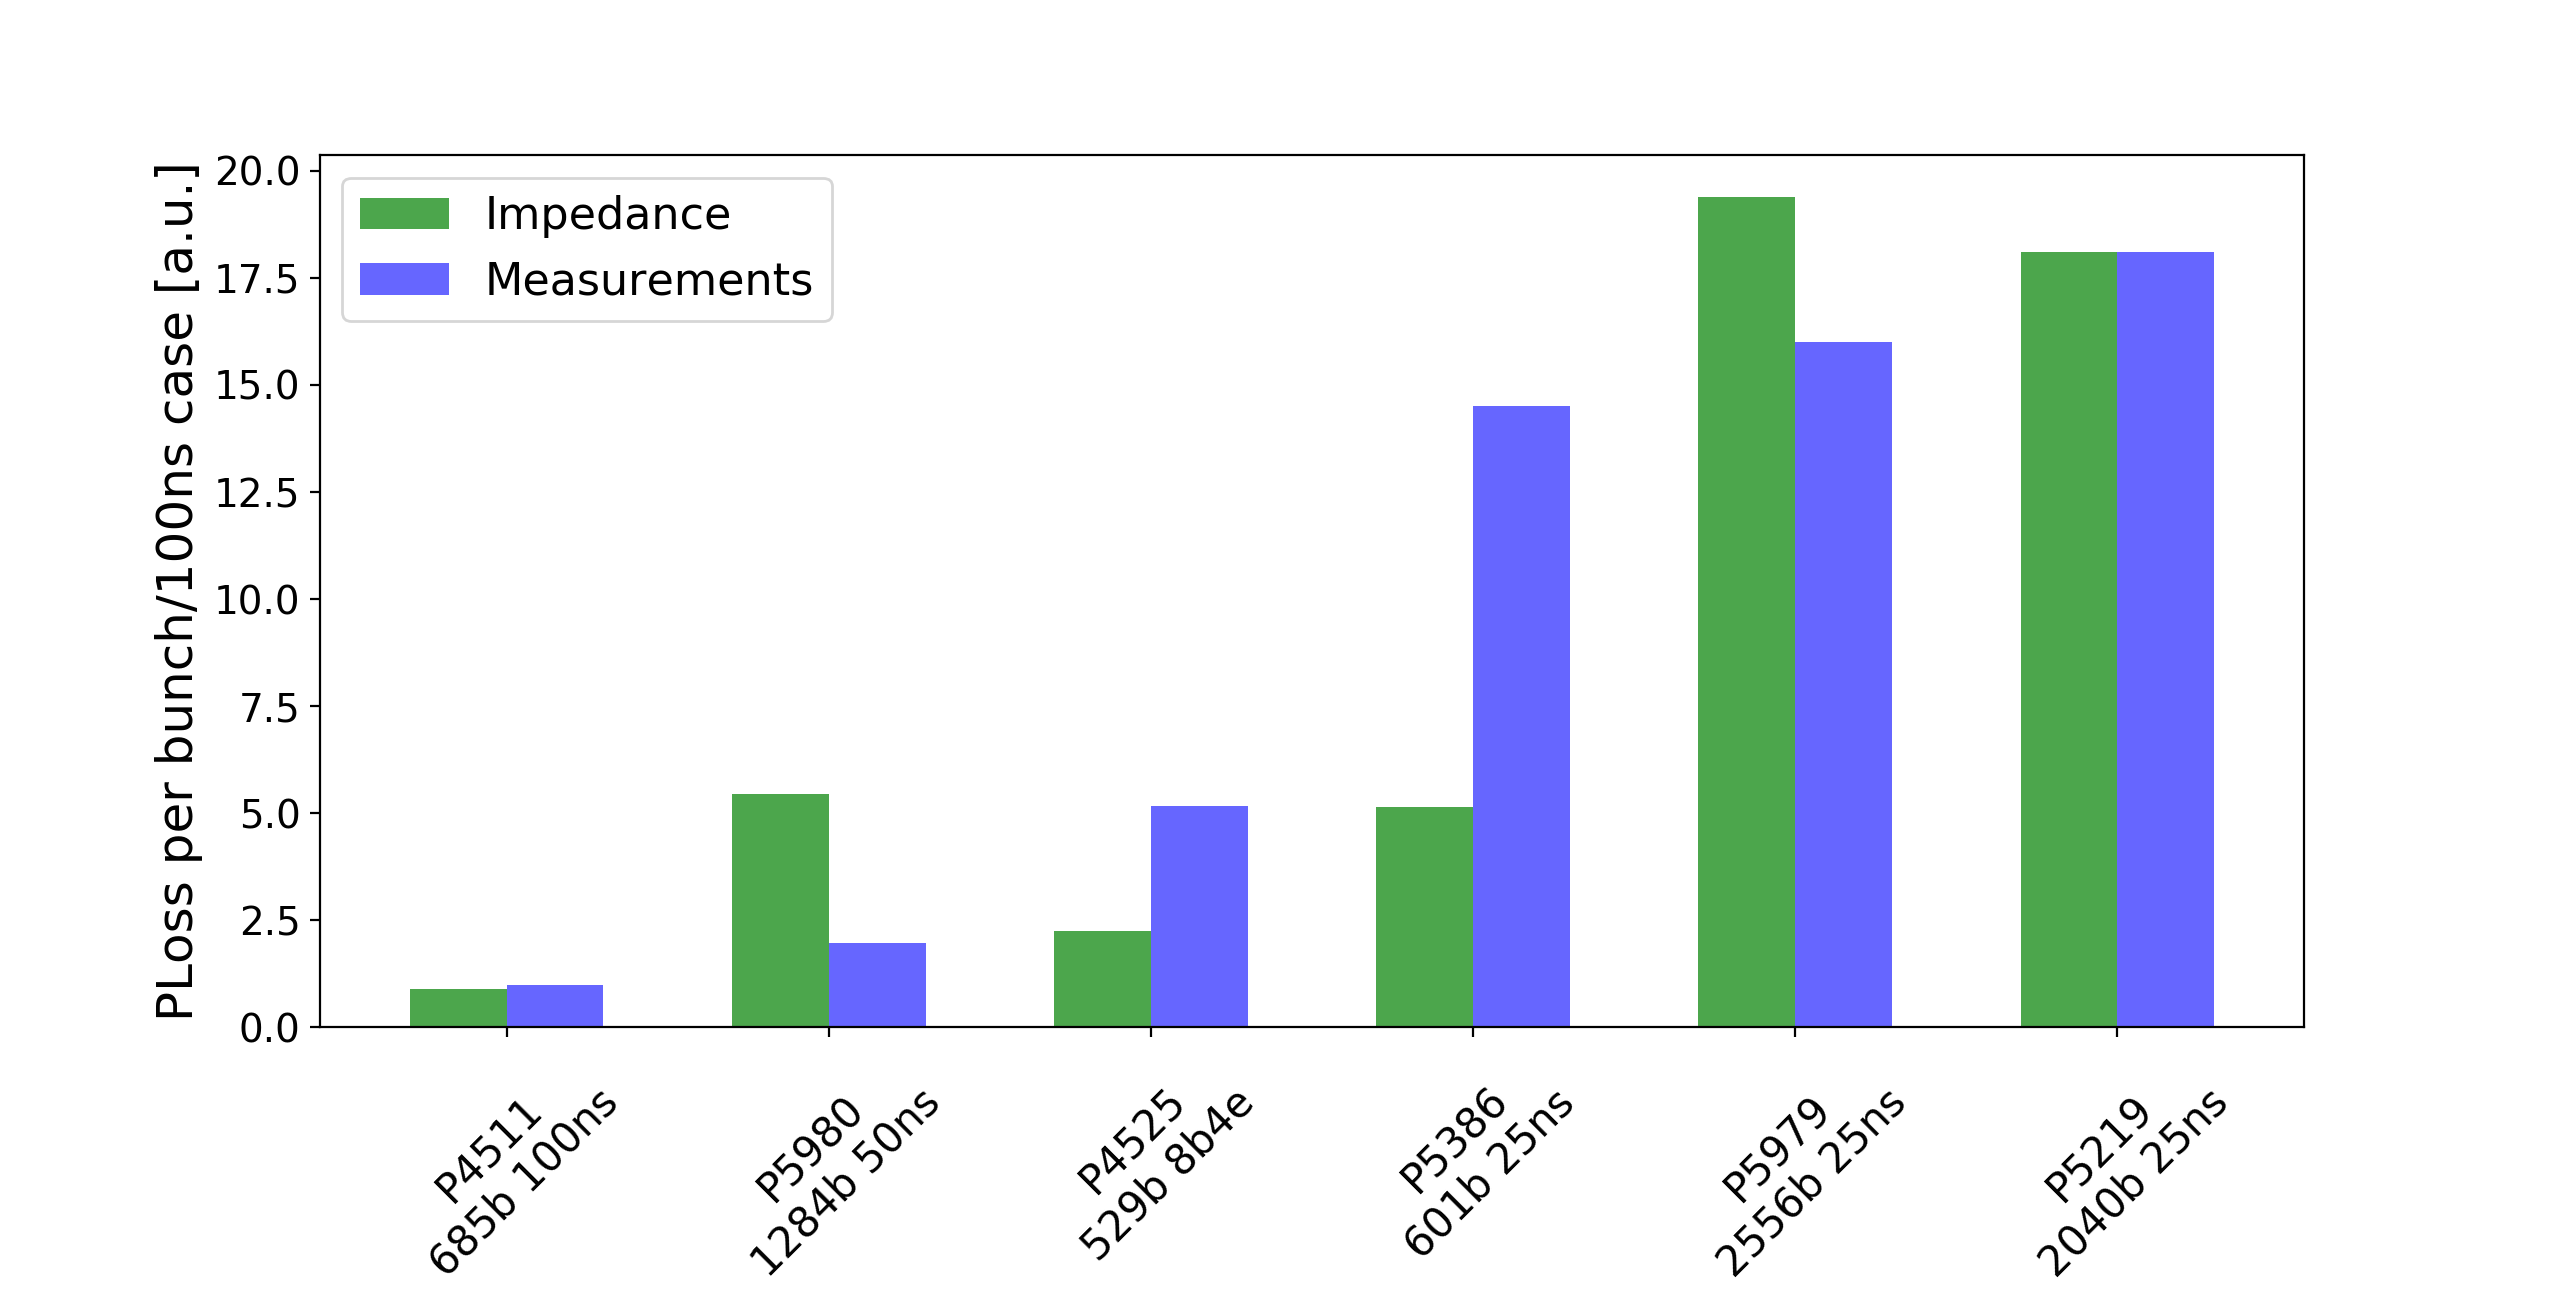 PLoss per bunch/100ns case [a.u.]
20.0
17.5
15.0
12.5
10.0
7.5
5.0
2.5
0.0
Impedance
Measurements
P4511
685b 100ns
P5980
1284b 50ns
P4525
529b 8b4e
P5386
601b 25ns
P5979
2556b 25ns
P5219
2040b 25ns